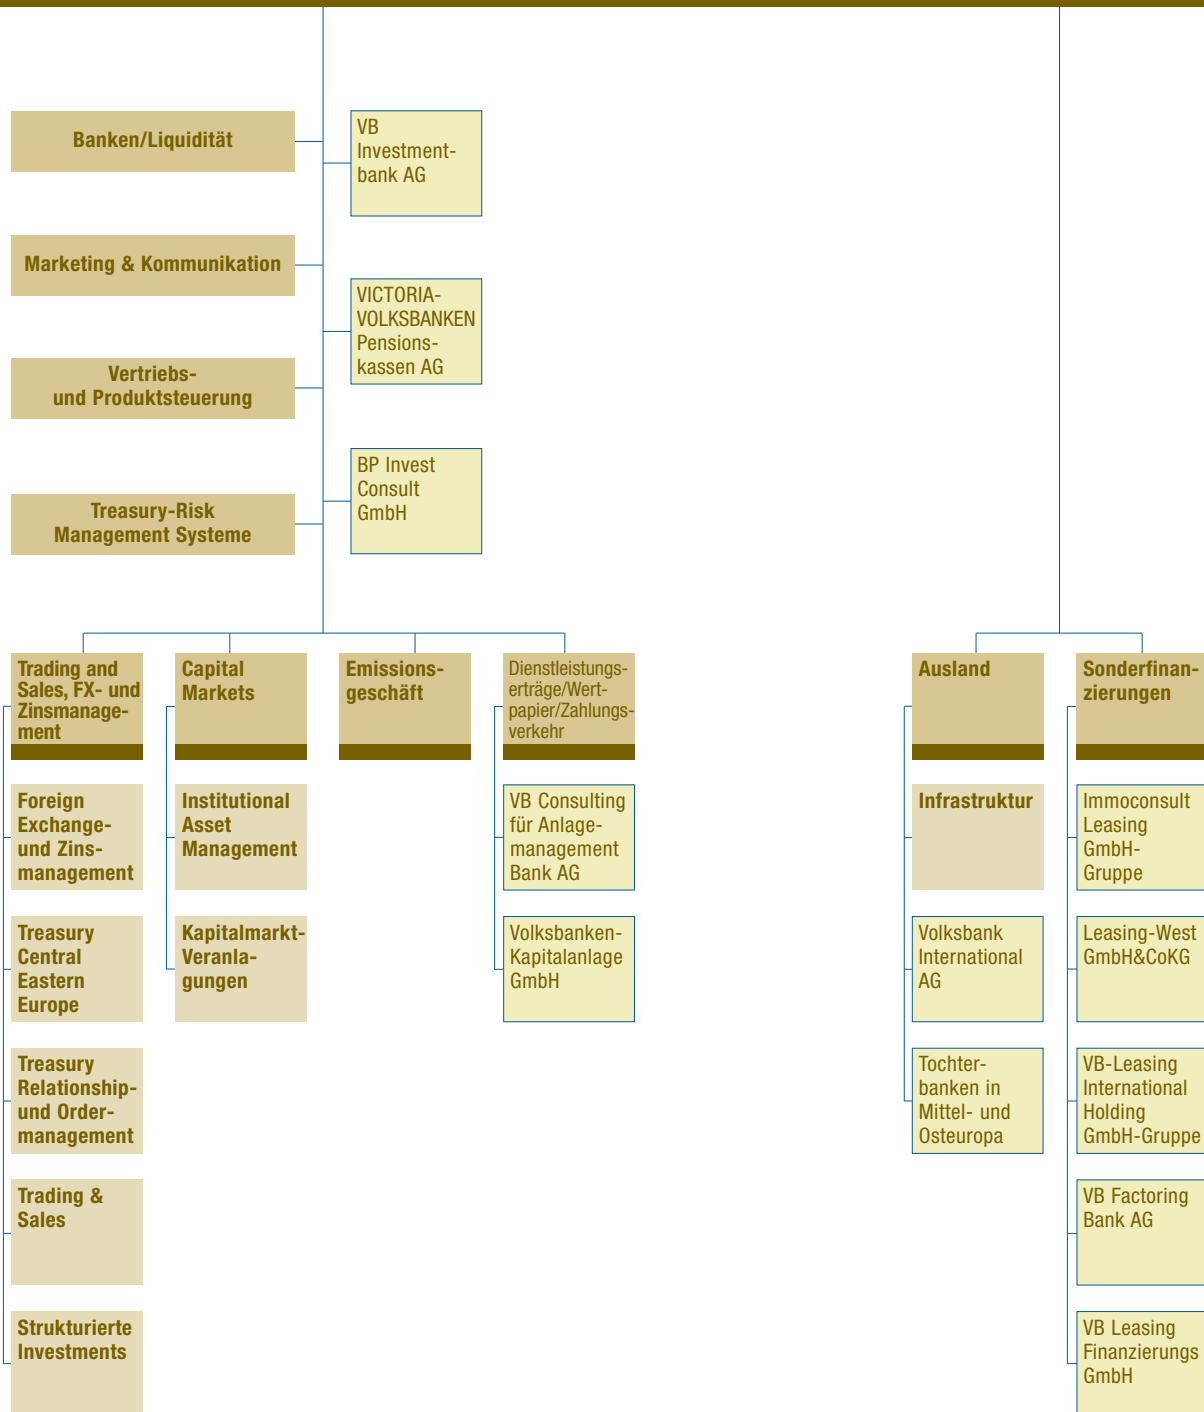 Banken/Liquidität
Marketing & Kommunikation
Vertriebs-
und Produktsteuerung
Treasury-Risk
Management Systeme
VB
Investment-
bank AG
VICTORIA-
VOLKSBANKEN
Pensions-
kassen AG
BP Invest
Consult
GmbH
Trading and
Sales, FX- und
Zinsmanage-
ment
Foreign
Exchange-
und Zins-
management
Treasury
Central
Eastern
Europe
Treasury
Relationship-
und Order-
management
Trading &
Sales
Strukturierte
Investments
Capital
Markets
Institutional
Asset
Management
Kapitalmarkt-
Veranla-
gungen
Emissions-
geschäft
Dienstleistungs-
erträge/Wert-
papier/Zahlungs-
verkehr
VB Consulting
für Anlage-
management
Bank AG
Volksbanken-
Kapitalanlage
GmbH
Ausland
Infrastruktur
Volksbank
International
AG
Tochter-
banken in
Mittel- und
Osteuropa
Sonderfinan-
zierungen
Immoconsult
Leasing
GmbH-
Gruppe
Leasing-West
GmbH&CoKG
VB-Leasing
International
Holding
GmbH-Gruppe
VB Factoring
Bank AG
VB Leasing
Finanzierungs
GmbH